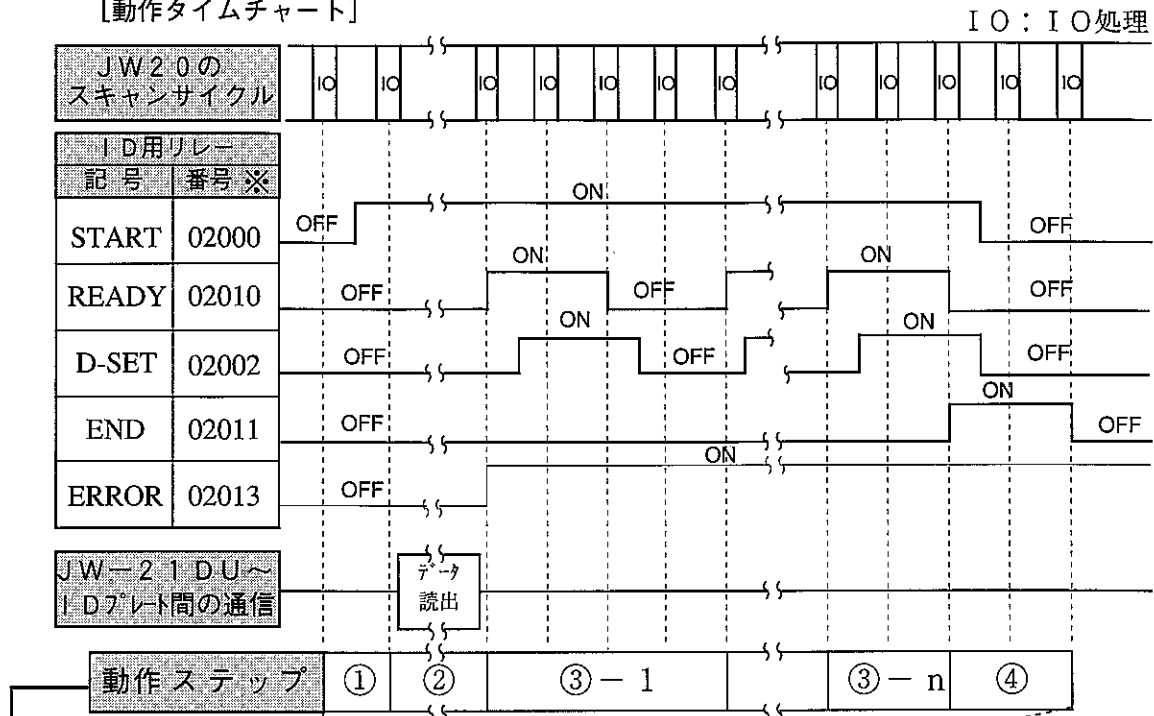 [動作タイムチャート]
IO：IO処理
JW20の
スキャンサイクル
IO IO IO IO IO IO IO IO IO IO IO IO
ID用リレー
記号 番号※
START 02000 OFF ON OFF
READY 02010 OFF ON OFF ON OFF
D-SET 02002 OFF ON OFF ON OFF
END 02011 OFF ON OFF
ERROR 02013 OFF ON
JW－21DU～
IDﾌﾟﾚｰﾄ間の通信
ﾃﾞｰﾀ
読出
動作ステップ ① ② ③－1 ③－n ④